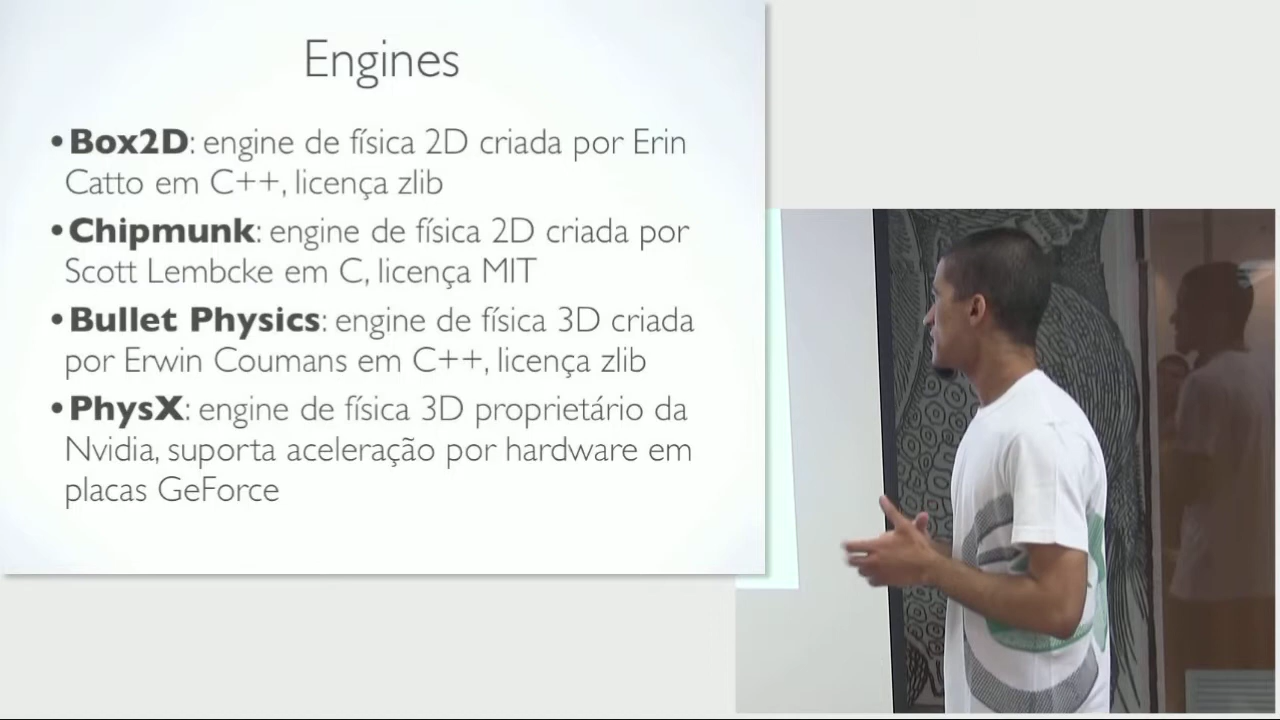 Engines
•Box2D: engine de física 2D criada por Erin
Catto em C++, licença zlib
•Chipmunk: engine de física 2D criada por
Scott Lembcke em C, licença MIT
•Bullet Physics: engine de física 3D criada
por Erwin Coumans em C++, licença zlib
•PhysX: engine de física 3D proprietário da
Nvidia, suporta aceleração por hardware em
placas GeForce